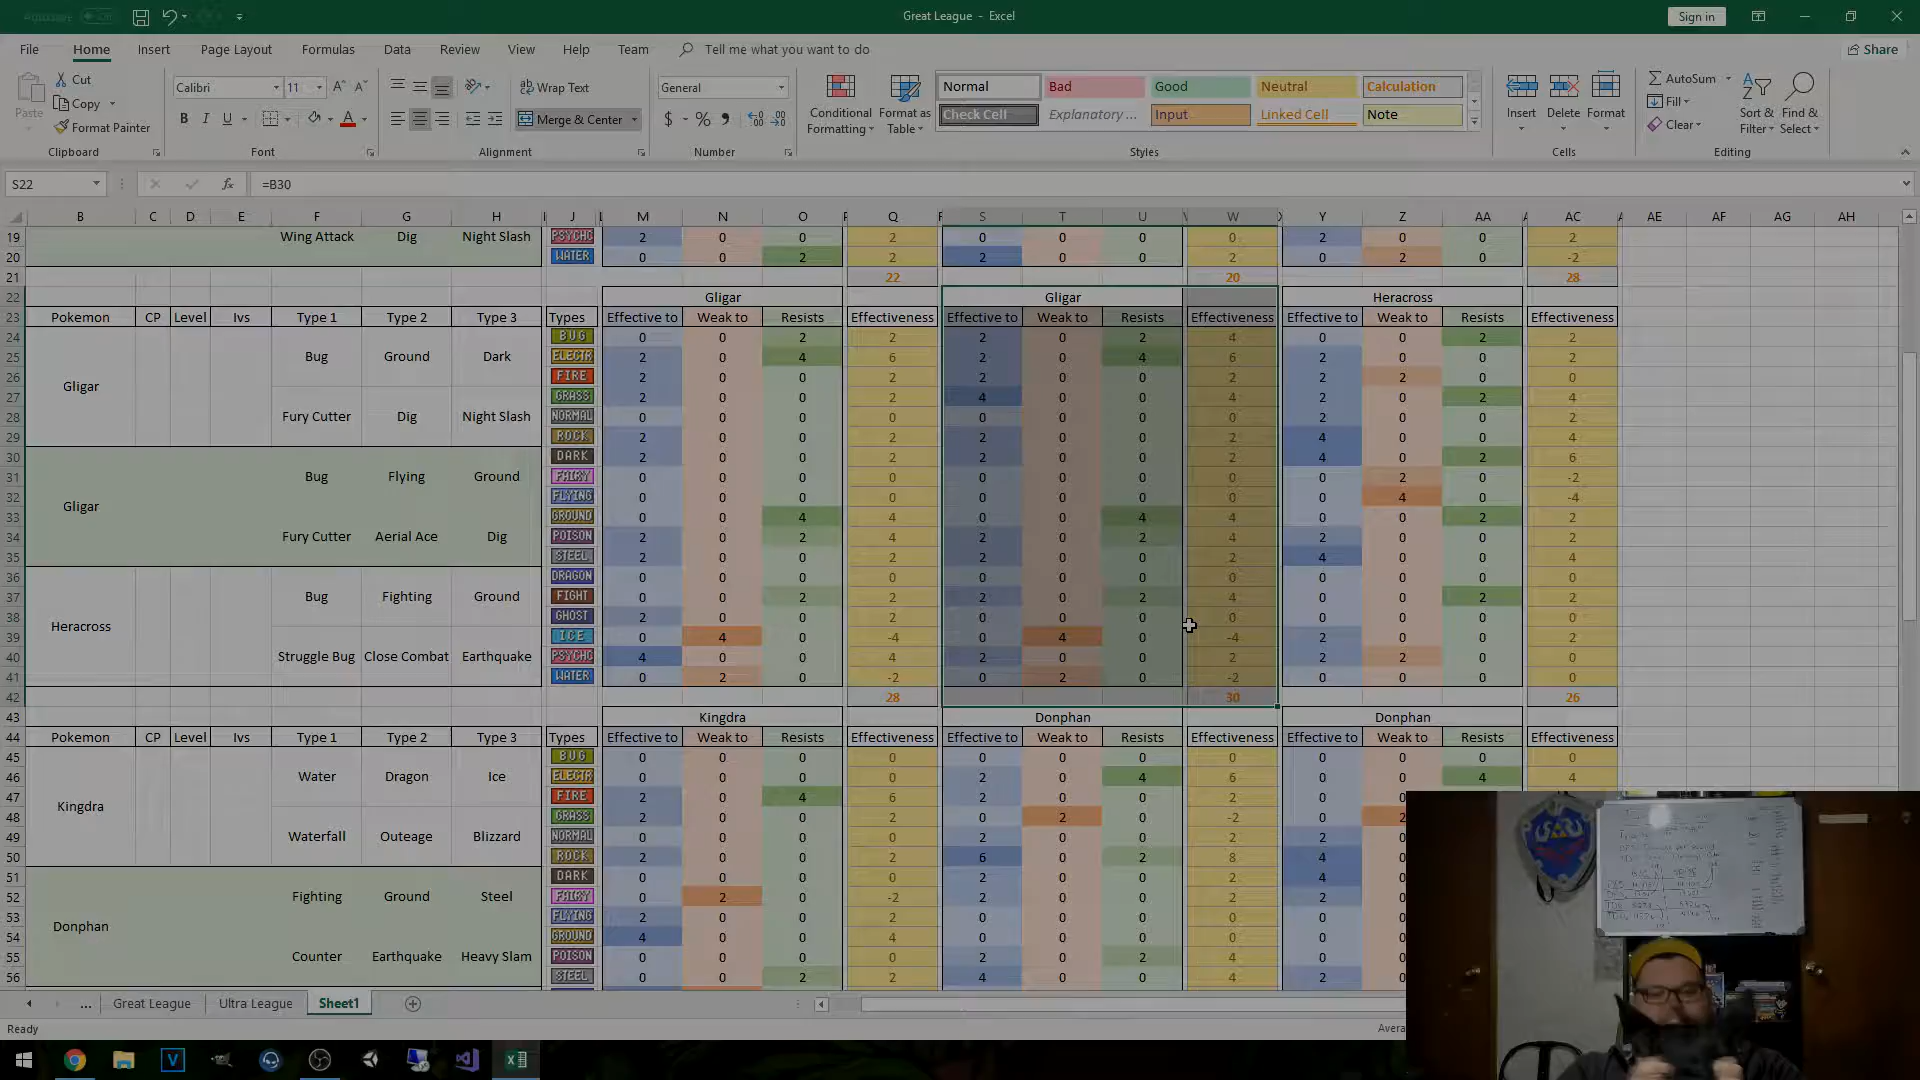 AutoSave Off
Great League - Excel
Sign in
File Home Insert Page Layout Formulas Data Review View Help Team Tell me what you want to do Share
Cut
Copy
Format Painter
Paste
Calibri 11
Wrap Text
Merge & Center
General
Conditional Formatting
Format as Table
Normal Bad Good Neutral Calculation
Check Cell Explanatory ... Input Linked Cell Note
Insert Delete Format
AutoSum
Fill
Clear
Sort & Filter
Find & Select
Clipboard Font Alignment Number Styles Cells Editing
S22 fx =B30
B C D E F G H J M N O Q S T U W Y Z AA AC AE AF AG AH
19 Wing Attack Dig Night Slash PSYCHC 2 0 0 2 0 0 0 0 2 0 0 2
20 WATER 0 0 2 2 2 0 0 2 0 2 0 -2
21 22 20 28
22 Gligar Gligar Heracross
23 Pokemon CP Level Ivs Type 1 Type 2 Type 3 Types Effective to Weak to Resists Effectiveness Effective to Weak to Resists Effectiveness Effective to Weak to Resists Effectiveness
24 BUG 0 0 2 2 2 0 2 4 0 0 2 2
25 Bug Ground Dark ELECTR 2 0 4 6 2 0 4 6 2 0 0 2
26 Gligar FIRE 2 0 0 2 2 0 0 2 2 2 0 0
27 GRASS 2 0 0 2 4 0 0 4 2 0 2 4
28 Fury Cutter Dig Night Slash NORMAL 0 0 0 0 0 0 0 0 2 0 0 2
29 ROCK 2 0 0 2 2 0 0 2 4 0 0 4
30 DARK 2 0 0 2 2 0 0 2 4 0 2 6
31 Bug Flying Ground FAIRY 0 0 0 0 0 0 0 0 0 2 0 -2
32 Gligar FLYING 0 0 0 0 0 0 0 0 0 4 0 -4
33 GROUND 0 0 4 4 0 0 4 4 0 0 2 2
34 Fury Cutter Aerial Ace Dig POISON 2 0 2 4 2 0 2 4 2 0 0 2
35 STEEL 2 0 0 2 2 0 0 2 4 0 0 4
36 DRAGON 0 0 0 0 0 0 0 0 0 0 0 0
37 Bug Fighting Ground FIGHT 0 0 2 2 2 0 2 4 0 0 2 2
38 Heracross GHOST 2 0 0 2 0 0 0 0 0 0 0 0
39 ICE 0 4 0 -4 0 4 0 -4 2 0 0 2
40 Struggle Bug Close Combat Earthquake PSYCHC 4 0 0 4 2 0 0 2 2 2 0 0
41 WATER 0 2 0 -2 0 2 0 -2 0 0 0 0
42 28 30 26
43 Kingdra Donphan Donphan
44 Pokemon CP Level Ivs Type 1 Type 2 Type 3 Types Effective to Weak to Resists Effectiveness Effective to Weak to Resists Effectiveness Effective to Weak to Resists Effectiveness
45 BUG 0 0 0 0 0 0 0 0 0 0 0 0
46 Water Dragon Ice ELECTR 0 0 0 0 2 0 4 6 0 0 4 4
47 Kingdra FIRE 2 0 4 6 2 0 0 2 0 0
48 GRASS 2 0 0 2 0 2 0 -2 0 2
49 Waterfall Outeage Blizzard NORMAL 0 0 0 0 2 0 0 2 2 0
50 ROCK 2 0 0 2 6 0 2 8 4 0
51 DARK 0 0 0 0 2 0 0 2 4 0
52 Fighting Ground Steel FAIRY 0 2 0 -2 2 0 0 2 2 0
53 Donphan FLYING 2 0 0 2 0 0 0 0 0 0
54 GROUND 4 0 0 4 0 0 0 0 0 0
55 Counter Earthquake Heavy Slam POISON 0 0 0 0 2 0 2 4 0 0
56 STEEL 0 0 2 2 4 0 0 4 2 0
... Great League Ultra League Sheet1
Ready